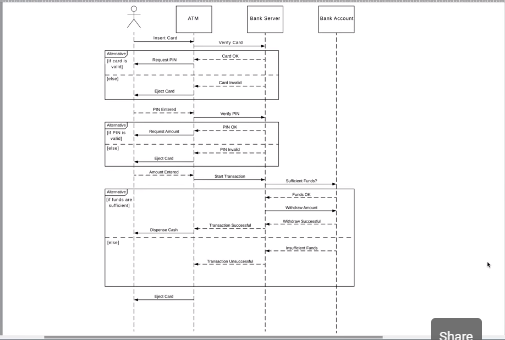 ATM
Bank Server
Bank Account
Insert Card
Verify Card
Alternative
[if card is
valid]
Card OK
Request PIN
[else]
Card Invalid
Eject Card
PIN Entered
Verify PIN
Alternative
[if PIN is
valid]
PIN OK
Request Amount
[else]
PIN Invalid
Eject Card
Amount Entered
Start Transaction
Sufficient Funds?
Alternative
[if funds are
sufficient]
Funds OK
Withdraw Amount
Withdraw Successful
Transaction Successful
Dispense Cash
[else]
Insufficient Funds
Transaction Unsuccessful
Eject Card
Share